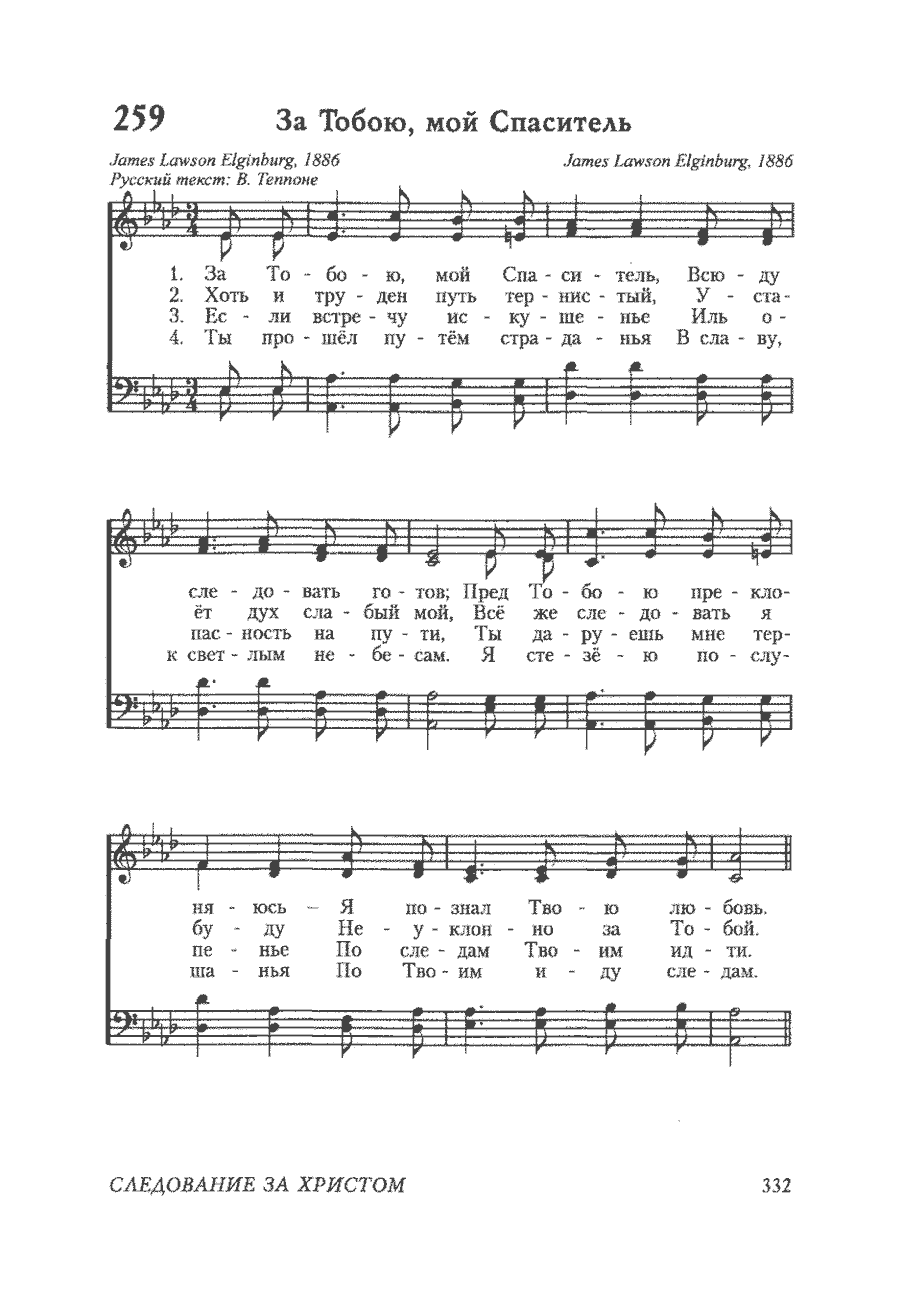 259 За Тобою, мой Спаситель
James Lawson Elginburg, 1886 James Lawson Elginburg, 1886
Русский текст: В. Теппоне
1. За То - бо - ю, мой Спа - си - тель, Всю - ду
2. Хоть и тру - ден путь тер - нис - тый, У - ста-
3. Ес - ли встре - чу ис - ку - ше - нье Иль о -
4. Ты про - шёл пу - тём стра - да - нья В сла - ву,
сле - до - вать го - тов; Пред То - бо - ю пре - кло-
ёт дух сла - бый мой, Всё же сле - до - вать я
пас - ность на пу - ти, Ты да - ру - ешь мне тер-
к свет - лым не - бе - сам. Я сте - зё - ю по - слу-
ня - юсь – Я по - знал Тво - ю лю - бовь.
бу - ду Не - у - клон - но за То - бой.
пе - нье По сле - дам Тво - им ид - ти.
ша - нья По Тво - им и - ду сле - дам.
СЛЕДОВАНИЕ ЗА ХРИСТОМ 332